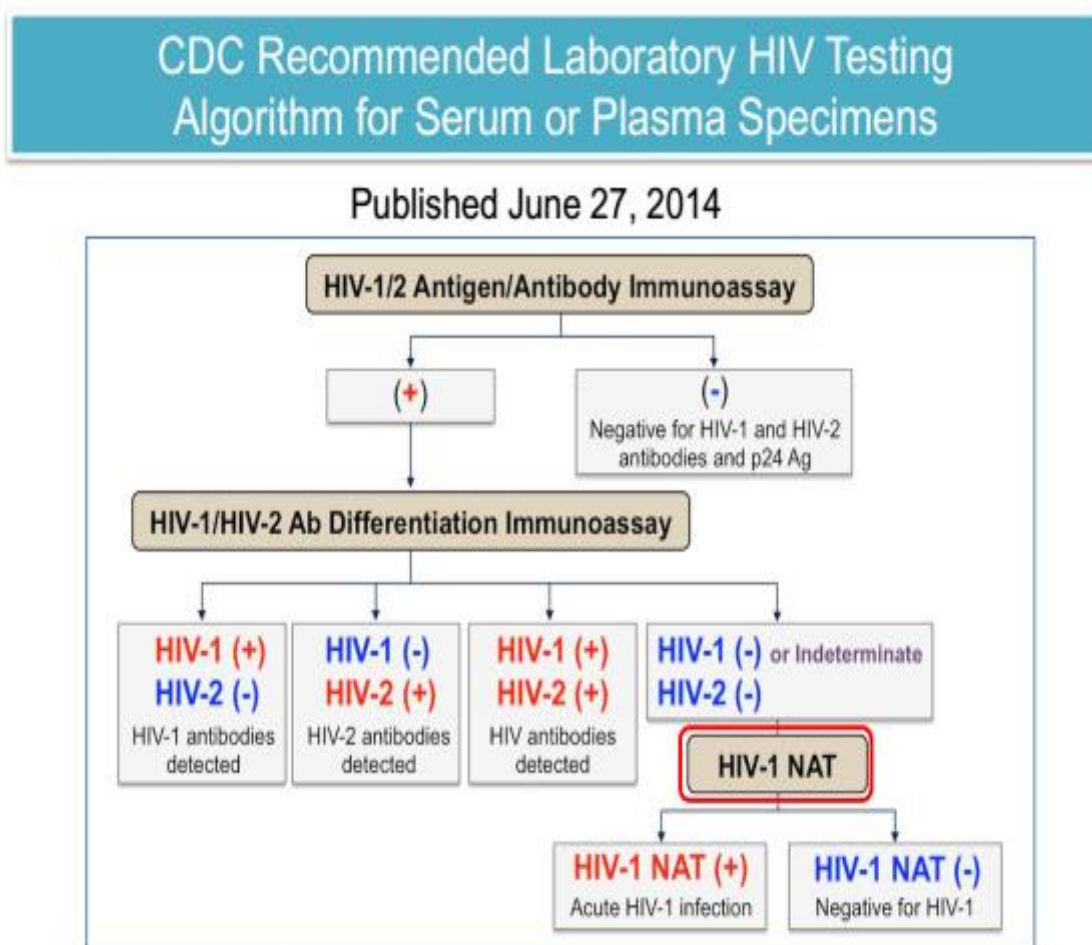 CDC Recommended Laboratory HIV Testing
Algorithm for Serum or Plasma Specimens
Published June 27, 2014
HIV-1/2 Antigen/Antibody Immunoassay
(+)
(-)
Negative for HIV-1 and HIV-2
antibodies and p24 Ag
HIV-1/HIV-2 Ab Differentiation Immunoassay
HIV-1 (+)
HIV-2 (-)
HIV-1 antibodies
detected
HIV-1 (-)
HIV-2 (+)
HIV-2 antibodies
detected
HIV-1 (+)
HIV-2 (+)
HIV antibodies
detected
HIV-1 (-) or Indeterminate
HIV-2 (-)
HIV-1 NAT
HIV-1 NAT (+)
Acute HIV-1 infection
HIV-1 NAT (-)
Negative for HIV-1